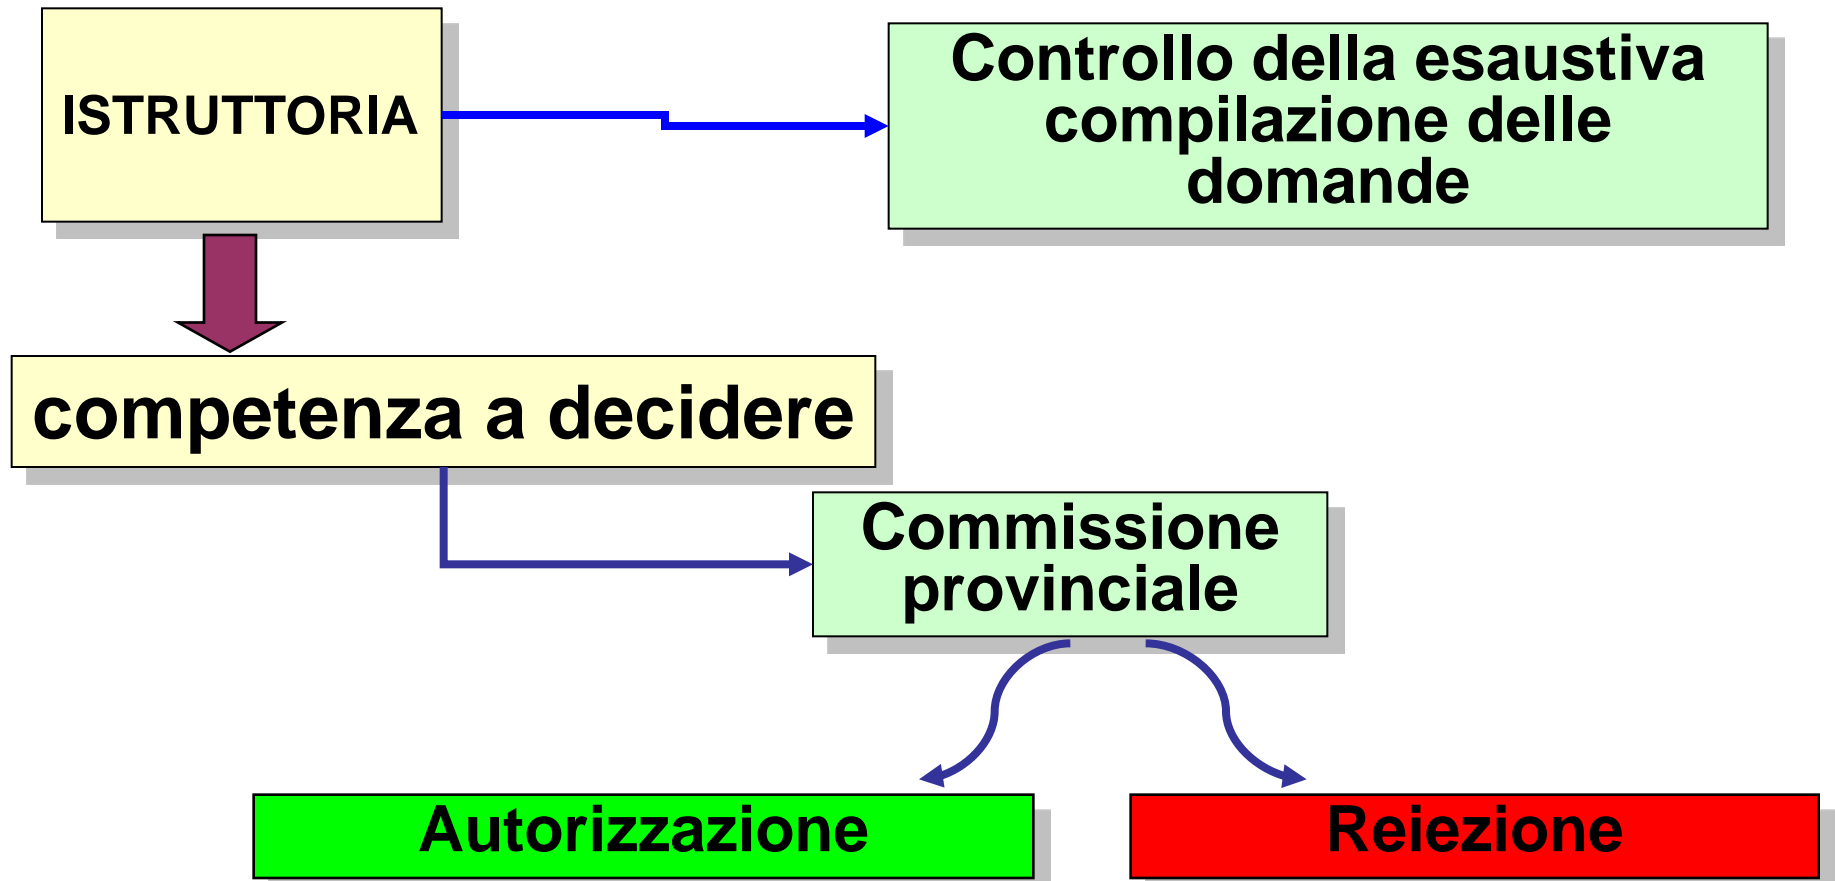 ISTRUTTORIA
Controllo della esaustiva
compilazione delle
domande
competenza a decidere
Commissione
provinciale
Autorizzazione
Reiezione